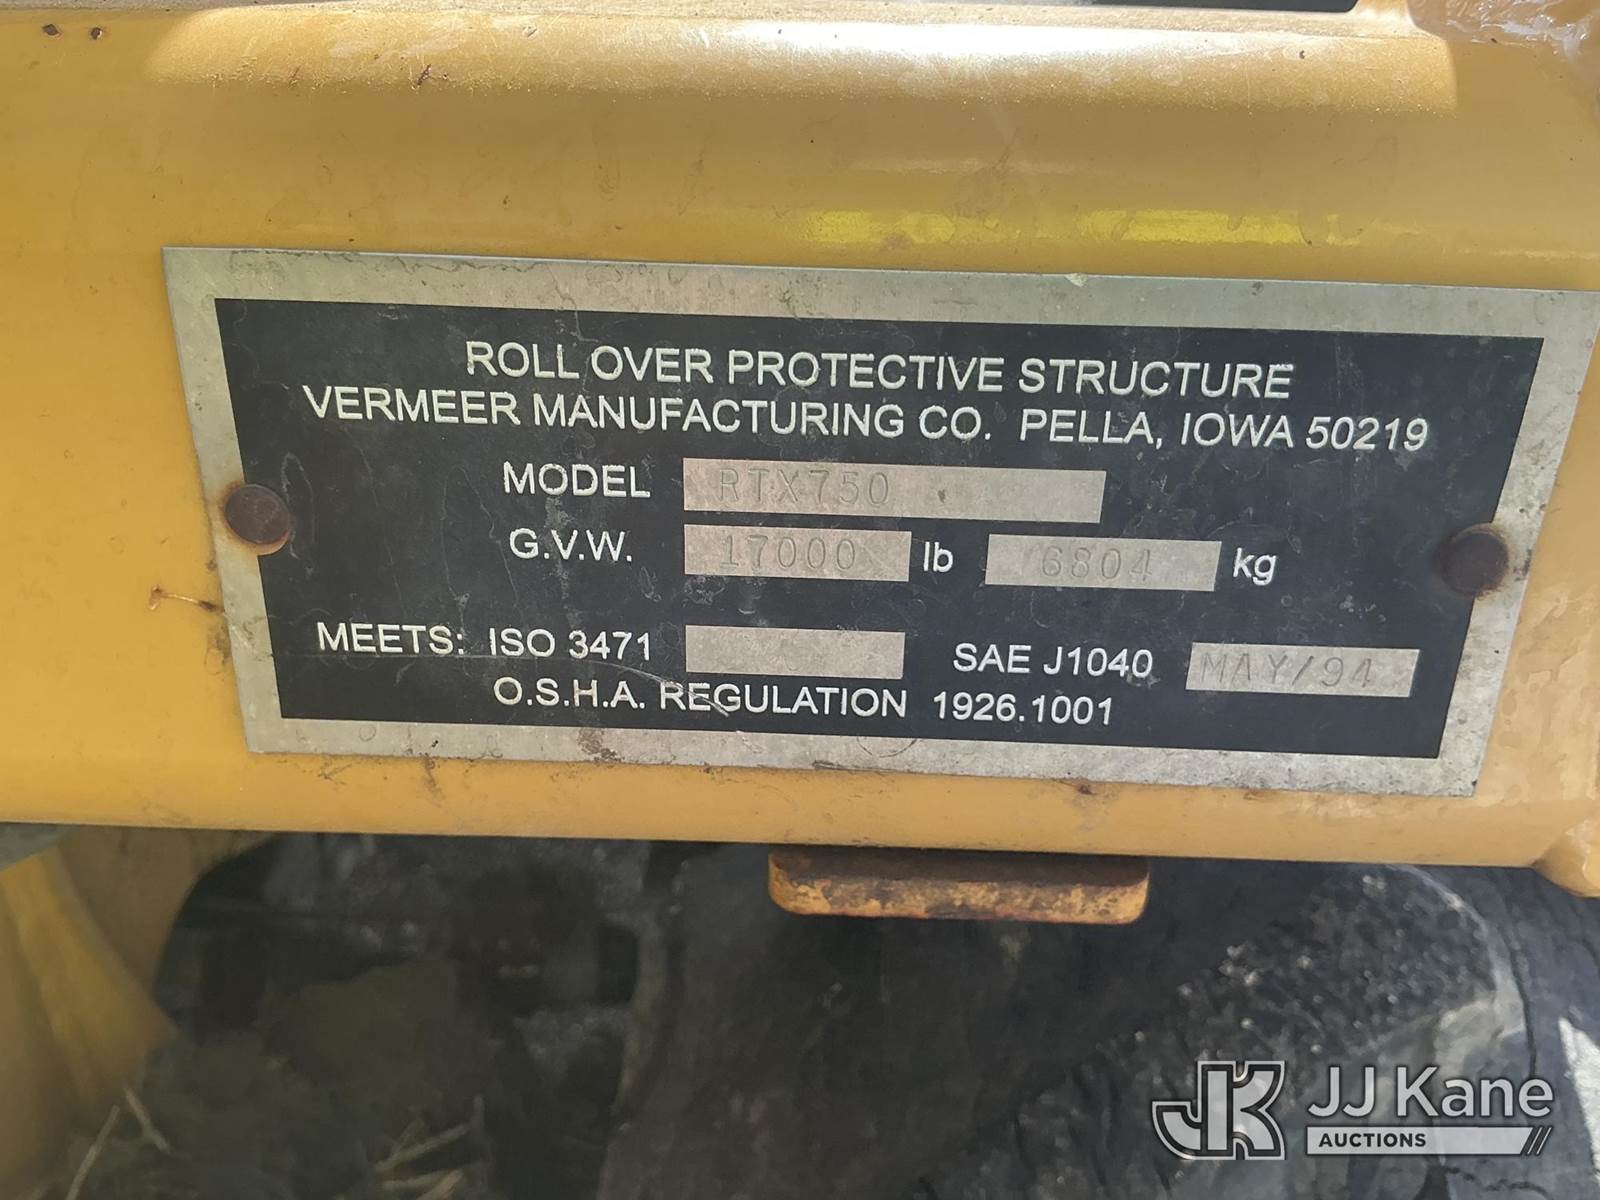 ROLL OVER PROTECTIVE STRUCTURE
VERMEER MANUFACTURING CO. PELLA, IOWA 50219
MODEL RTX750
G.V.W. 17000 lb 6804 kg
MEETS: ISO 3471 SAE J1040 MAY/94
O.S.H.A. REGULATION 1926.1001
JK JJ Kane
AUCTIONS